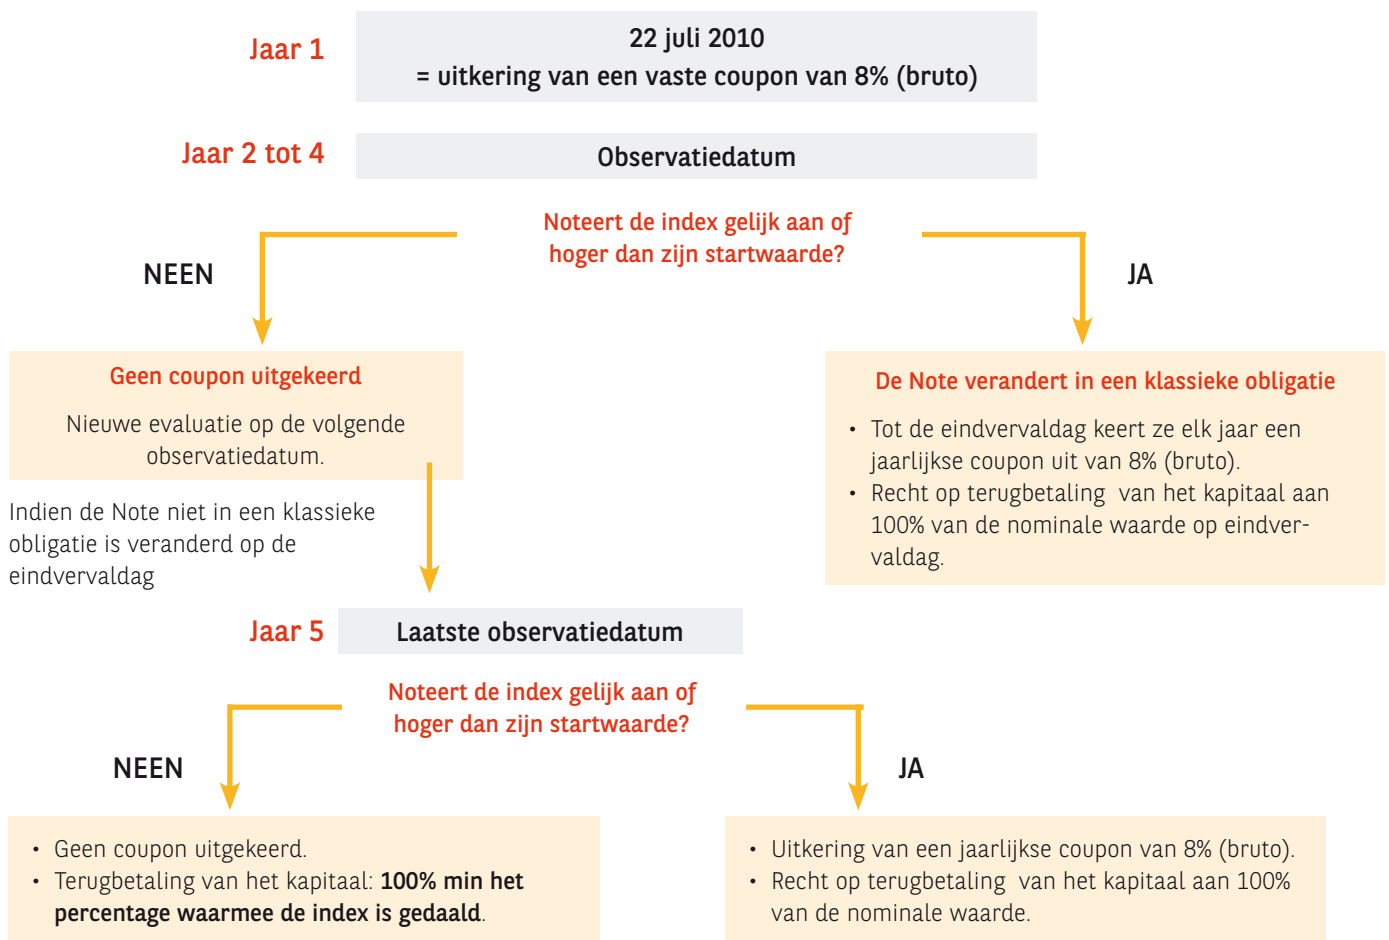 Jaar 1
22 juli 2010
= uitkering van een vaste coupon van 8% (bruto)
Jaar 2 tot 4
Observatiedatum
Noteert de index gelijk aan of
hoger dan zijn startwaarde?
NEEN
JA
Geen coupon uitgekeerd
Nieuwe evaluatie op de volgende
observatiedatum.
De Note verandert in een klassieke obligatie
• Tot de eindvervaldag keert ze elk jaar een
jaarlijkse coupon uit van 8% (bruto).
• Recht op terugbetaling van het kapitaal aan
100% van de nominale waarde op eindver-
valdag.
Indien de Note niet in een klassieke
obligatie is veranderd op de
eindvervaldag
Jaar 5
Laatste observatiedatum
Noteert de index gelijk aan of
hoger dan zijn startwaarde?
NEEN
JA
• Geen coupon uitgekeerd.
• Terugbetaling van het kapitaal: 100% min het
percentage waarmee de index is gedaald.
• Uitkering van een jaarlijkse coupon van 8% (bruto).
• Recht op terugbetaling van het kapitaal aan 100%
van de nominale waarde.